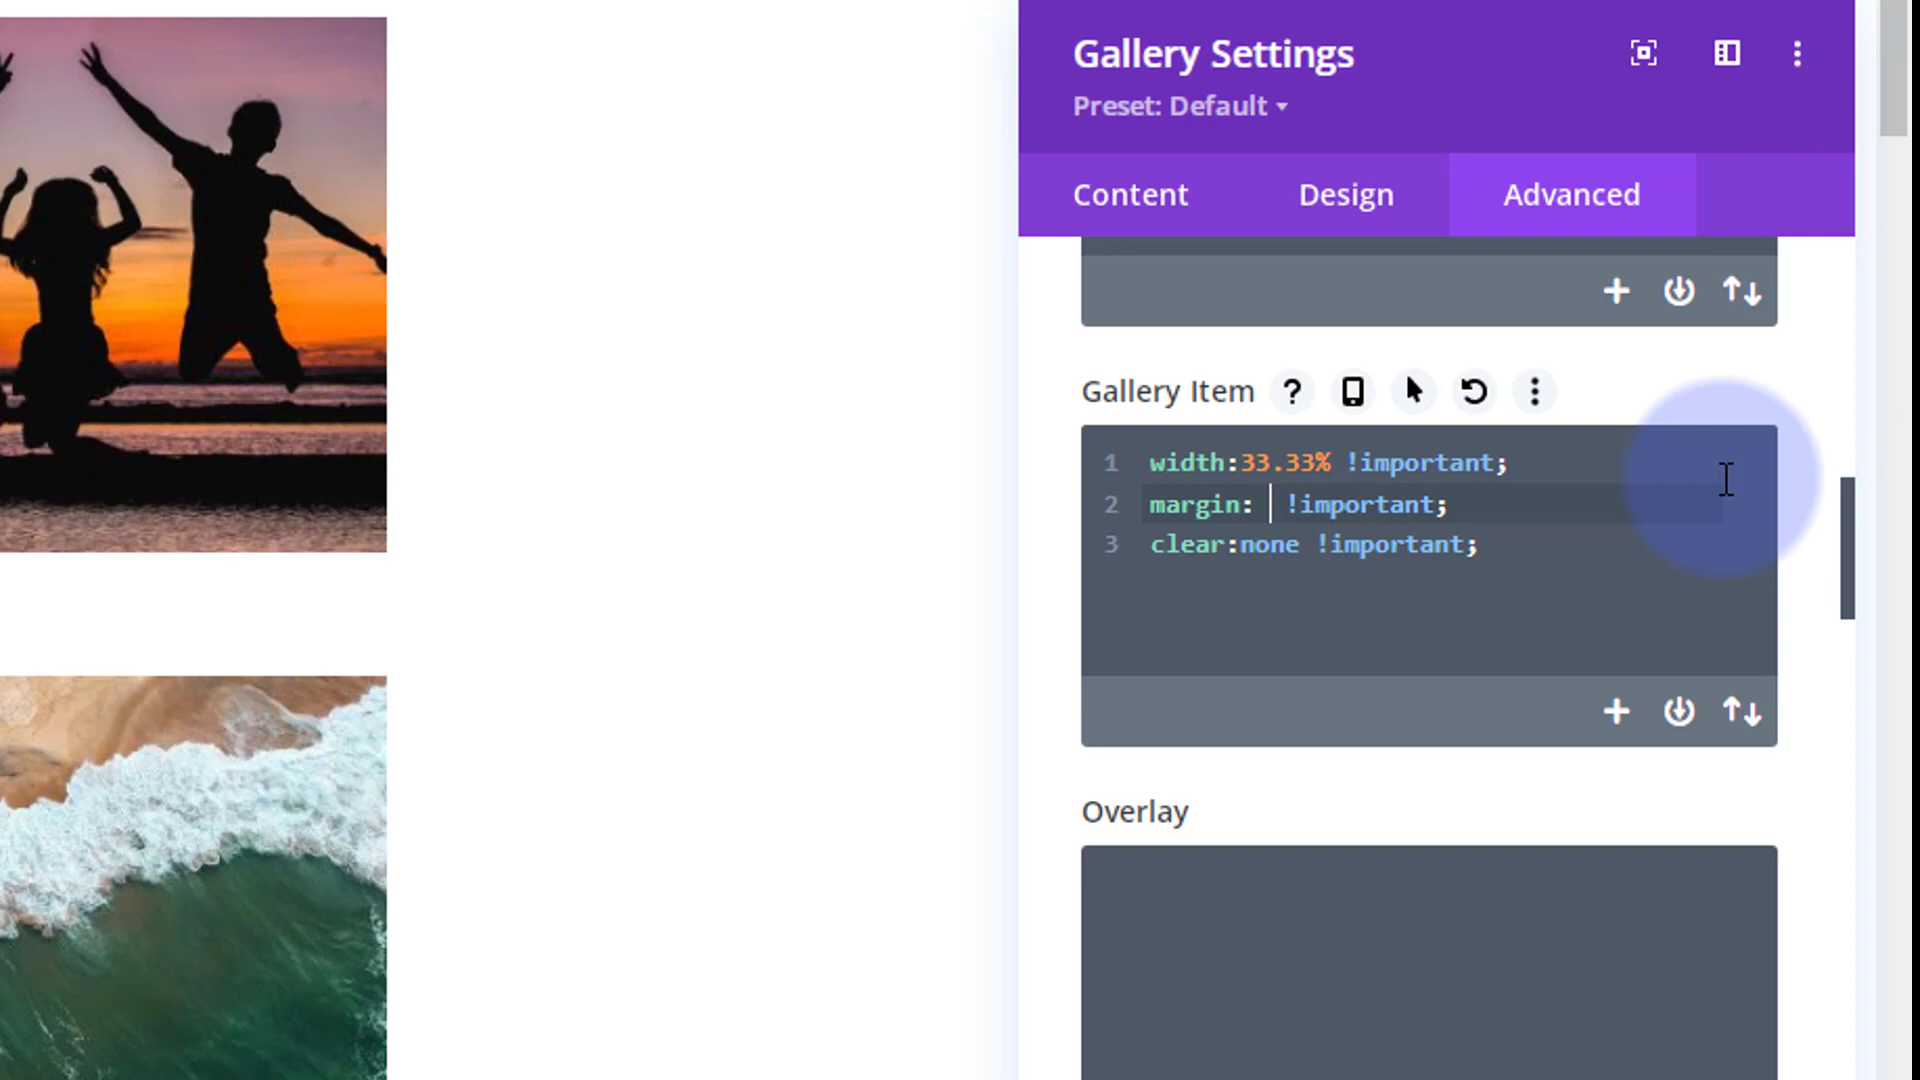 Gallery Settings
Preset: Default
Content Design Advanced
Gallery Item ?
1 width:33.33% !important;
2 margin: !important;
3 clear:none !important;
Overlay